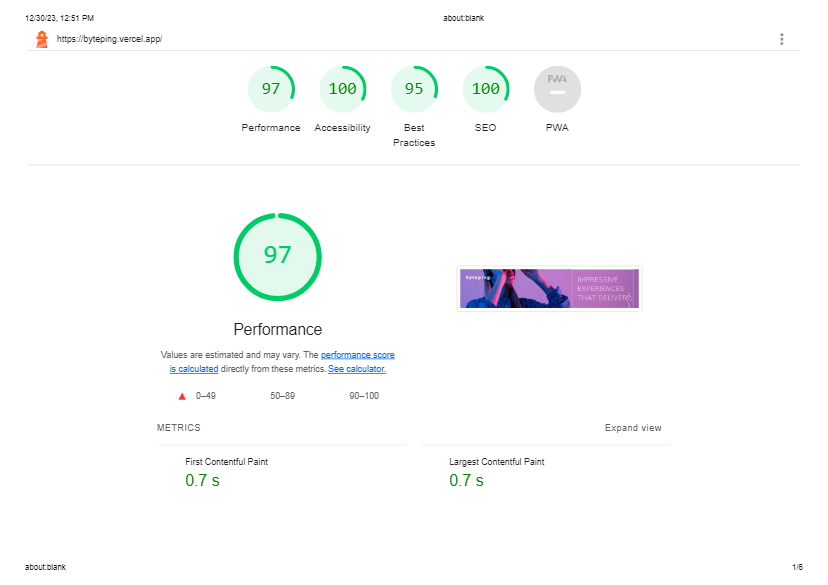 12/30/23, 12:51 PM
about:blank
https://byteping.vercel.app/
97
100
95
100
PWA
Performance
Accessibility
Best
Practices
SEO
PWA
97
byteping.
IMPRESSIVE
EXPERIENCES
THAT DELIVER
Performance
Values are estimated and may vary. The performance score
is calculated directly from these metrics. See calculator.
0–49
50–89
90–100
METRICS
Expand view
First Contentful Paint
0.7 s
Largest Contentful Paint
0.7 s
about:blank
1/6